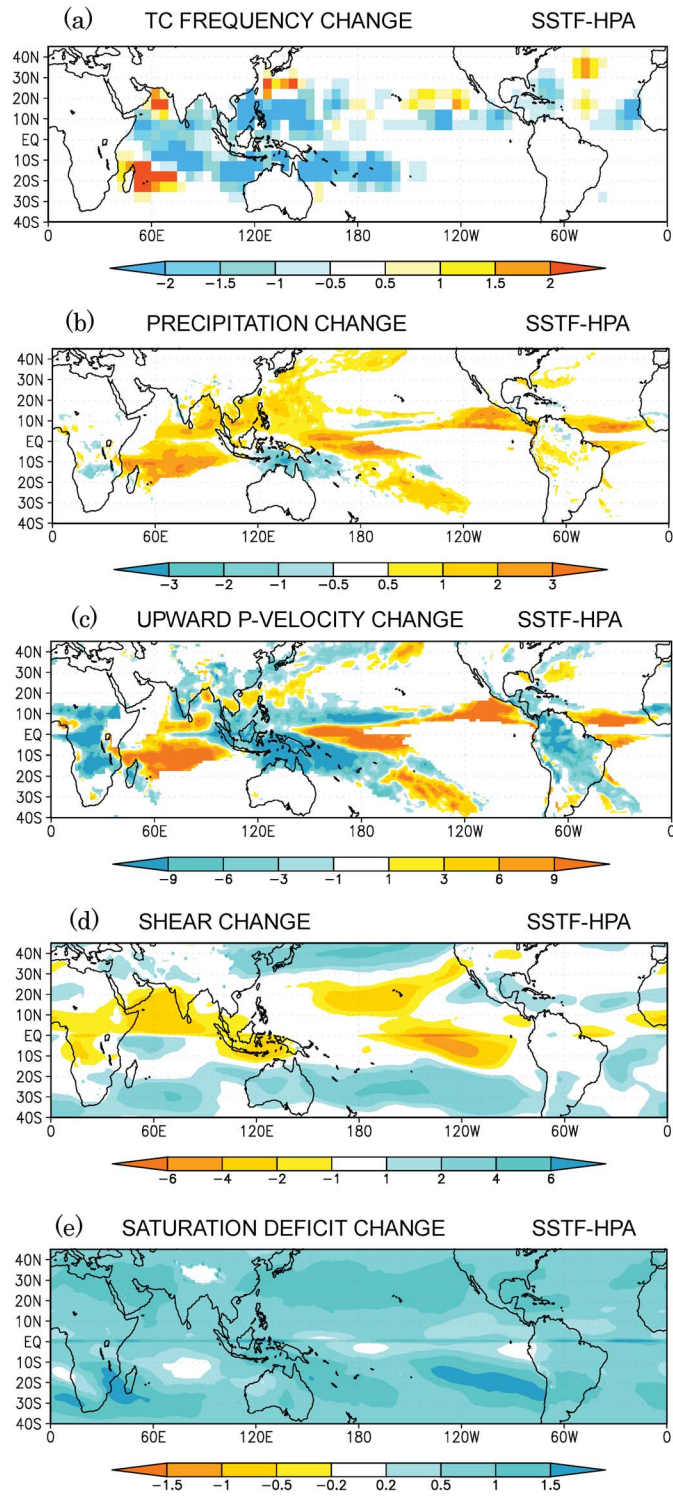 (a) TC FREQUENCY CHANGE SSTF-HPA
40N
30N
20N
10N
EQ
10S
20S
30S
40S
0 60E 120E 180 120W 60W 0
-2 -1.5 -1 -0.5 0.5 1 1.5 2
(b) PRECIPITATION CHANGE SSTF-HPA
40N
30N
20N
10N
EQ
10S
20S
30S
40S
0 60E 120E 180 120W 60W 0
-3 -2 -1 -0.5 0.5 1 2 3
(c) UPWARD P-VELOCITY CHANGE SSTF-HPA
40N
30N
20N
10N
EQ
10S
20S
30S
40S
0 60E 120E 180 120W 60W 0
-9 -6 -3 -1 1 3 6 9
(d) SHEAR CHANGE SSTF-HPA
40N
30N
20N
10N
EQ
10S
20S
30S
40S
0 60E 120E 180 120W 60W 0
-6 -4 -2 -1 1 2 4 6
(e) SATURATION DEFICIT CHANGE SSTF-HPA
40N
30N
20N
10N
EQ
10S
20S
30S
40S
0 60E 120E 180 120W 60W 0
-1.5 -1 -0.5 -0.2 0.2 0.5 1 1.5